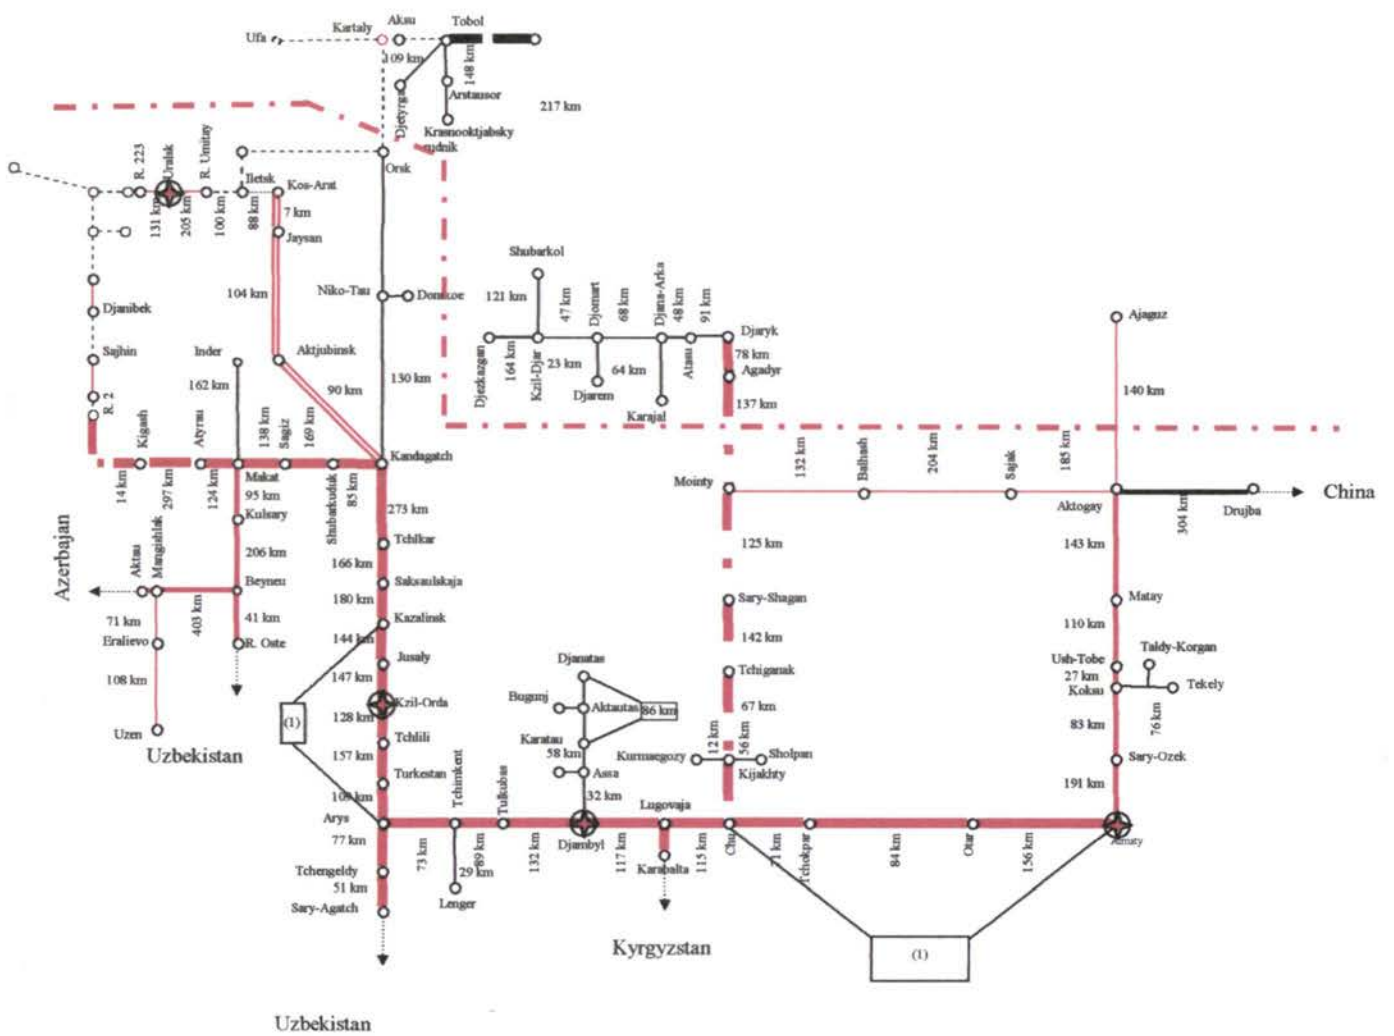 Ufa
Kartaly
Aksu
Tobol
109 km
148 km
217 km
Djetyrga
Arstausor
Krasnooktjabsky
rudnik
R. 223
Uralsk
R. Umitay
Iletsk
Kos-Arat
Orsk
131 km
205 km
100 km
88 km
7 km
Jaysan
104 km
Niko-Tau
Donskoe
Djanibek
Sajhin
R. 2
Inder
162 km
Aktjubinsk
90 km
130 km
Shubarkol
121 km
47 km
Djomart
68 km
Djana-Arka
48 km
91 km
Djaryk
78 km
Agadyr
137 km
Djezkazgan
164 km
Kzil-Djar
23 km
Djarem
64 km
Karajal
Atasu
Ajaguz
140 km
Kigash
Atyrau
138 km
Sagiz
169 km
Kandagatch
14 km
297 km
124 km
Makat
95 km
Shubarkuduk
85 km
273 km
Kulsary
206 km
Tchlkar
166 km
Saksaulskaja
180 km
Kazalinsk
144 km
Azerbajan
Aktau
Mangishlak
Beyneu
71 km
403 km
41 km
Eralievo
R. Oste
108 km
Uzen
Uzbekistan
Jusaly
147 km
Kzil-Orda
128 km
(1)
Tchlili
157 km
Turkestan
109 km
Arys
77 km
Tchengeldy
51 km
Sary-Agatch
Uzbekistan
Tchimkent
Tulkubas
73 km
89 km
29 km
Lenger
132 km
Djanatas
Bugunj
Aktautas
86 km
Karatau
58 km
Assa
32 km
Djambyl
117 km
Lugovaja
Karabalta
115 km
Kyrgyzstan
Mointy
132 km
Balhash
204 km
Sajak
185 km
Aktogay
304 km
Drujba
China
125 km
Sary-Shagan
142 km
Tchiganak
67 km
Kurmaegozy
12 km
56 km
Sholpan
Kijakhty
Chu
71 km
Tchokpar
84 km
Otar
156 km
Almaty
(1)
143 km
Matay
110 km
Ush-Tobe
27 km
Koksu
Taldy-Korgan
Tekely
76 km
83 km
Sary-Ozek
191 km